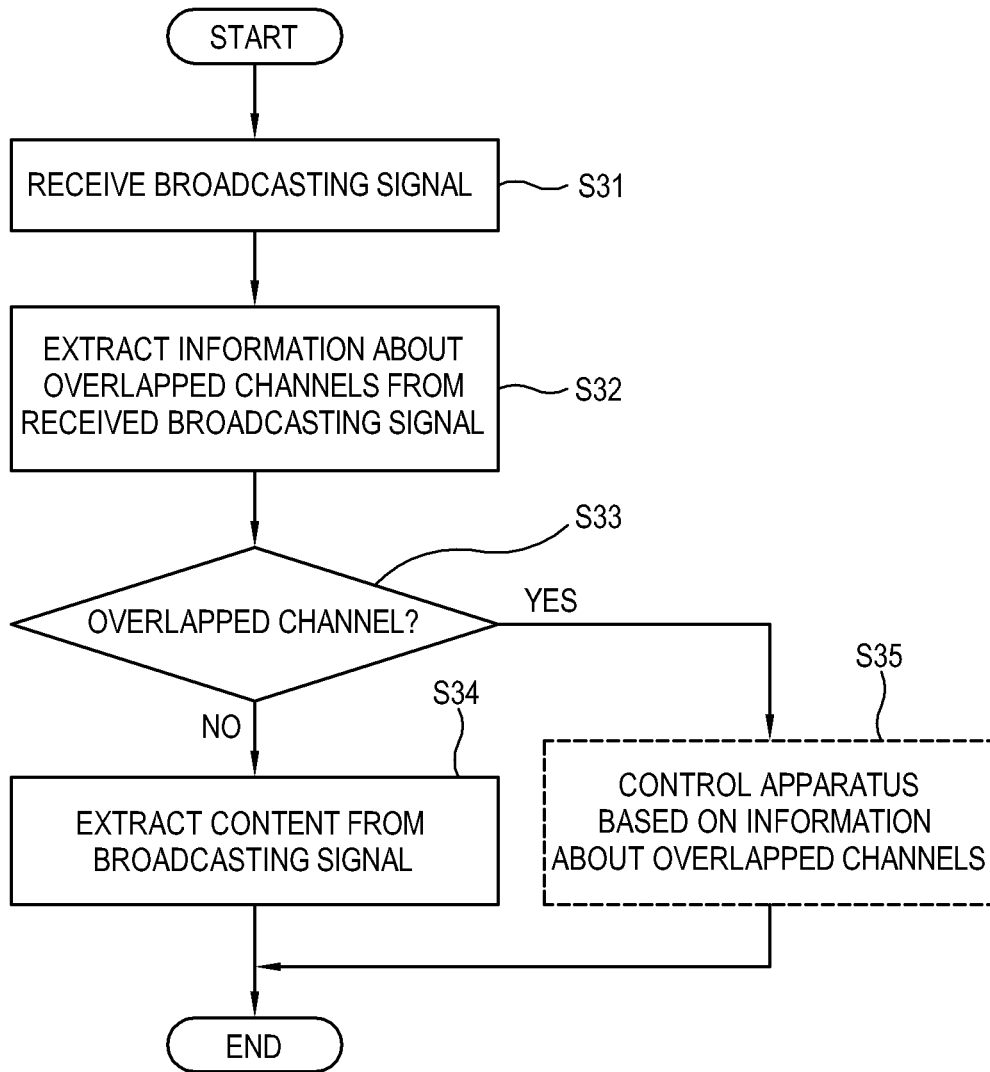 START
RECEIVE BROADCASTING SIGNAL
S31
EXTRACT INFORMATION ABOUT
OVERLAPPED CHANNELS FROM
RECEIVED BROADCASTING SIGNAL
S32
S33
OVERLAPPED CHANNEL?
YES
NO
S34
S35
EXTRACT CONTENT FROM
BROADCASTING SIGNAL
CONTROL APPARATUS
BASED ON INFORMATION
ABOUT OVERLAPPED CHANNELS
END